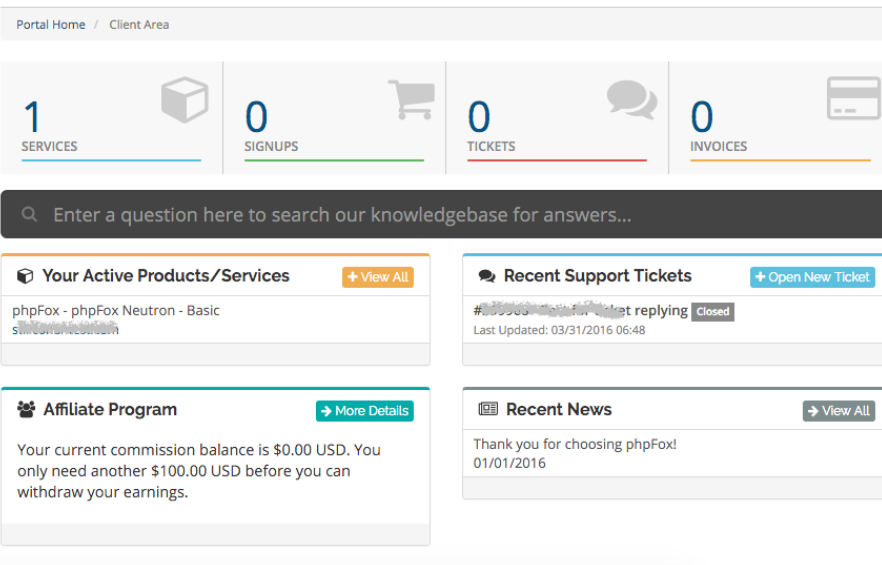 Portal Home / Client Area
1
SERVICES
0
SIGNUPS
0
TICKETS
0
INVOICES
Enter a question here to search our knowledgebase for answers...
Your Active Products/Services
+ View All
phpFox - phpFox Neutron - Basic
Recent Support Tickets
+ Open New Ticket
# replying Closed
Last Updated: 03/31/2016 06:48
Affiliate Program
More Details
Your current commission balance is $0.00 USD. You
only need another $100.00 USD before you can
withdraw your earnings.
Recent News
View All
Thank you for choosing phpFox!
01/01/2016